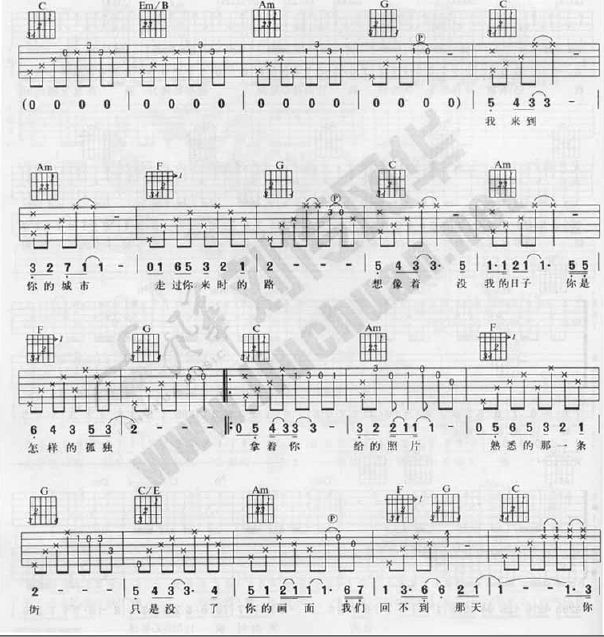 C Em/B Am G C
(0 0 0 0 | 0 0 0 0 | 0 0 0 0 | 0 0 0 0) | 5 4 3 3 -
我 来 到
Am F G C Am
3 2 7 1 1 - | 0 1 6 5 3 2 1 | 2 - - - | 5 4 3 3 · 5 | 1 · 1 2 1 1 · 5 5
你 的 城 市 走 过 你 来 时 的 路 想 像 着 没 我 的 日 子 你 是
F G C Am F
6 4 3 5 3 | 2 - - - 0 5 4 3 3 3 · | 3 2 2 1 1 1 - | 0 5 6 5 3 2 1
怎 样 的 孤 独 拿 着 你 给 的 照 片 熟 悉 的 那 一 条
G C/E Am F G C
2 - - - | 5 4 3 3 · 4 | 5 1 2 1 1 1 · 6 7 | 1 3 · 6 6 2 1 | 1 - 1 · 3
街 只 是 没 了 你 的 画 面 我 们 回 不 到 那 天 你